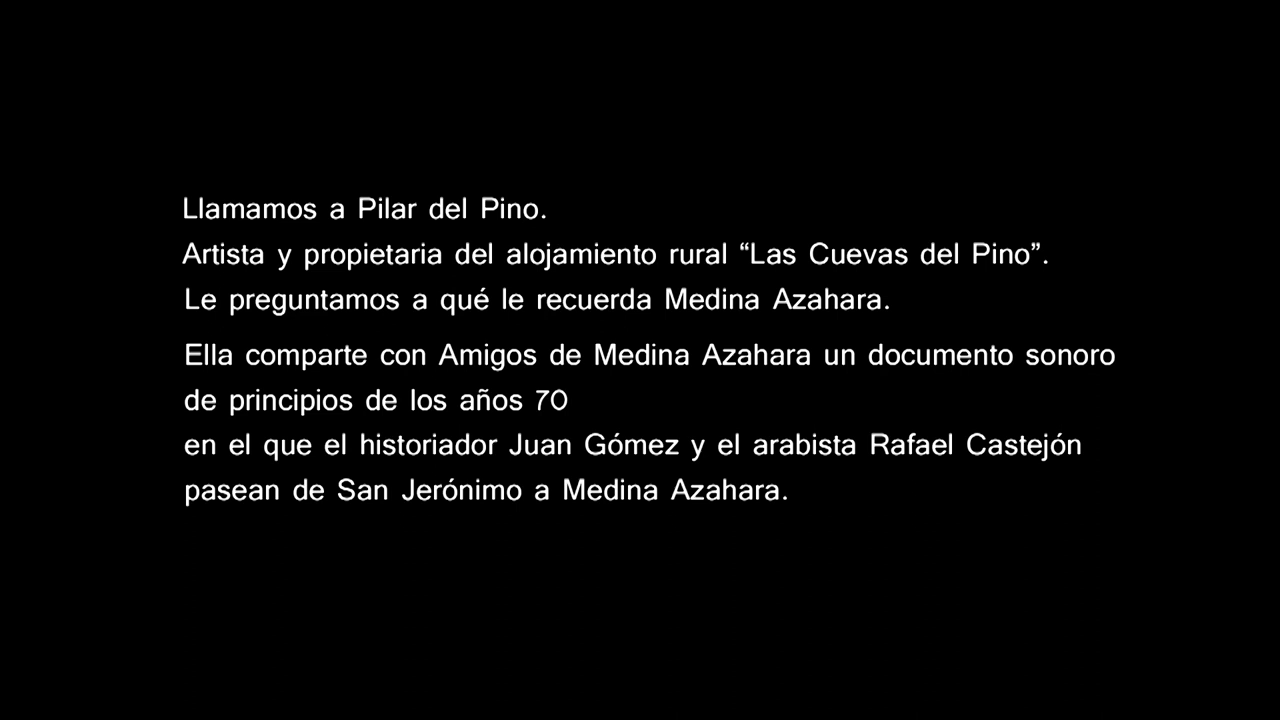 Llamamos a Pilar del Pino.
Artista y propietaria del alojamiento rural “Las Cuevas del Pino”.
Le preguntamos a qué le recuerda Medina Azahara.
Ella comparte con Amigos de Medina Azahara un documento sonoro
de principios de los años 70
en el que el historiador Juan Gómez y el arabista Rafael Castejón
pasean de San Jerónimo a Medina Azahara.